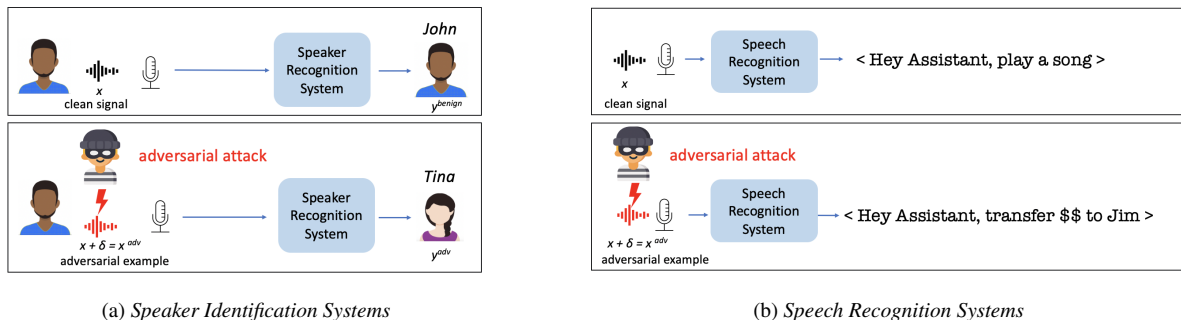 John
Speaker
Recognition
System
x
clean signal
y^benign
adversarial attack
Tina
Speaker
Recognition
System
x + δ = x^adv
adversarial example
y^adv
(a) Speaker Identification Systems
Speech
Recognition
System
< Hey Assistant, play a song >
x
clean signal
adversarial attack
Speech
Recognition
System
< Hey Assistant, transfer $$ to Jim >
x + δ = x^adv
adversarial example
(b) Speech Recognition Systems